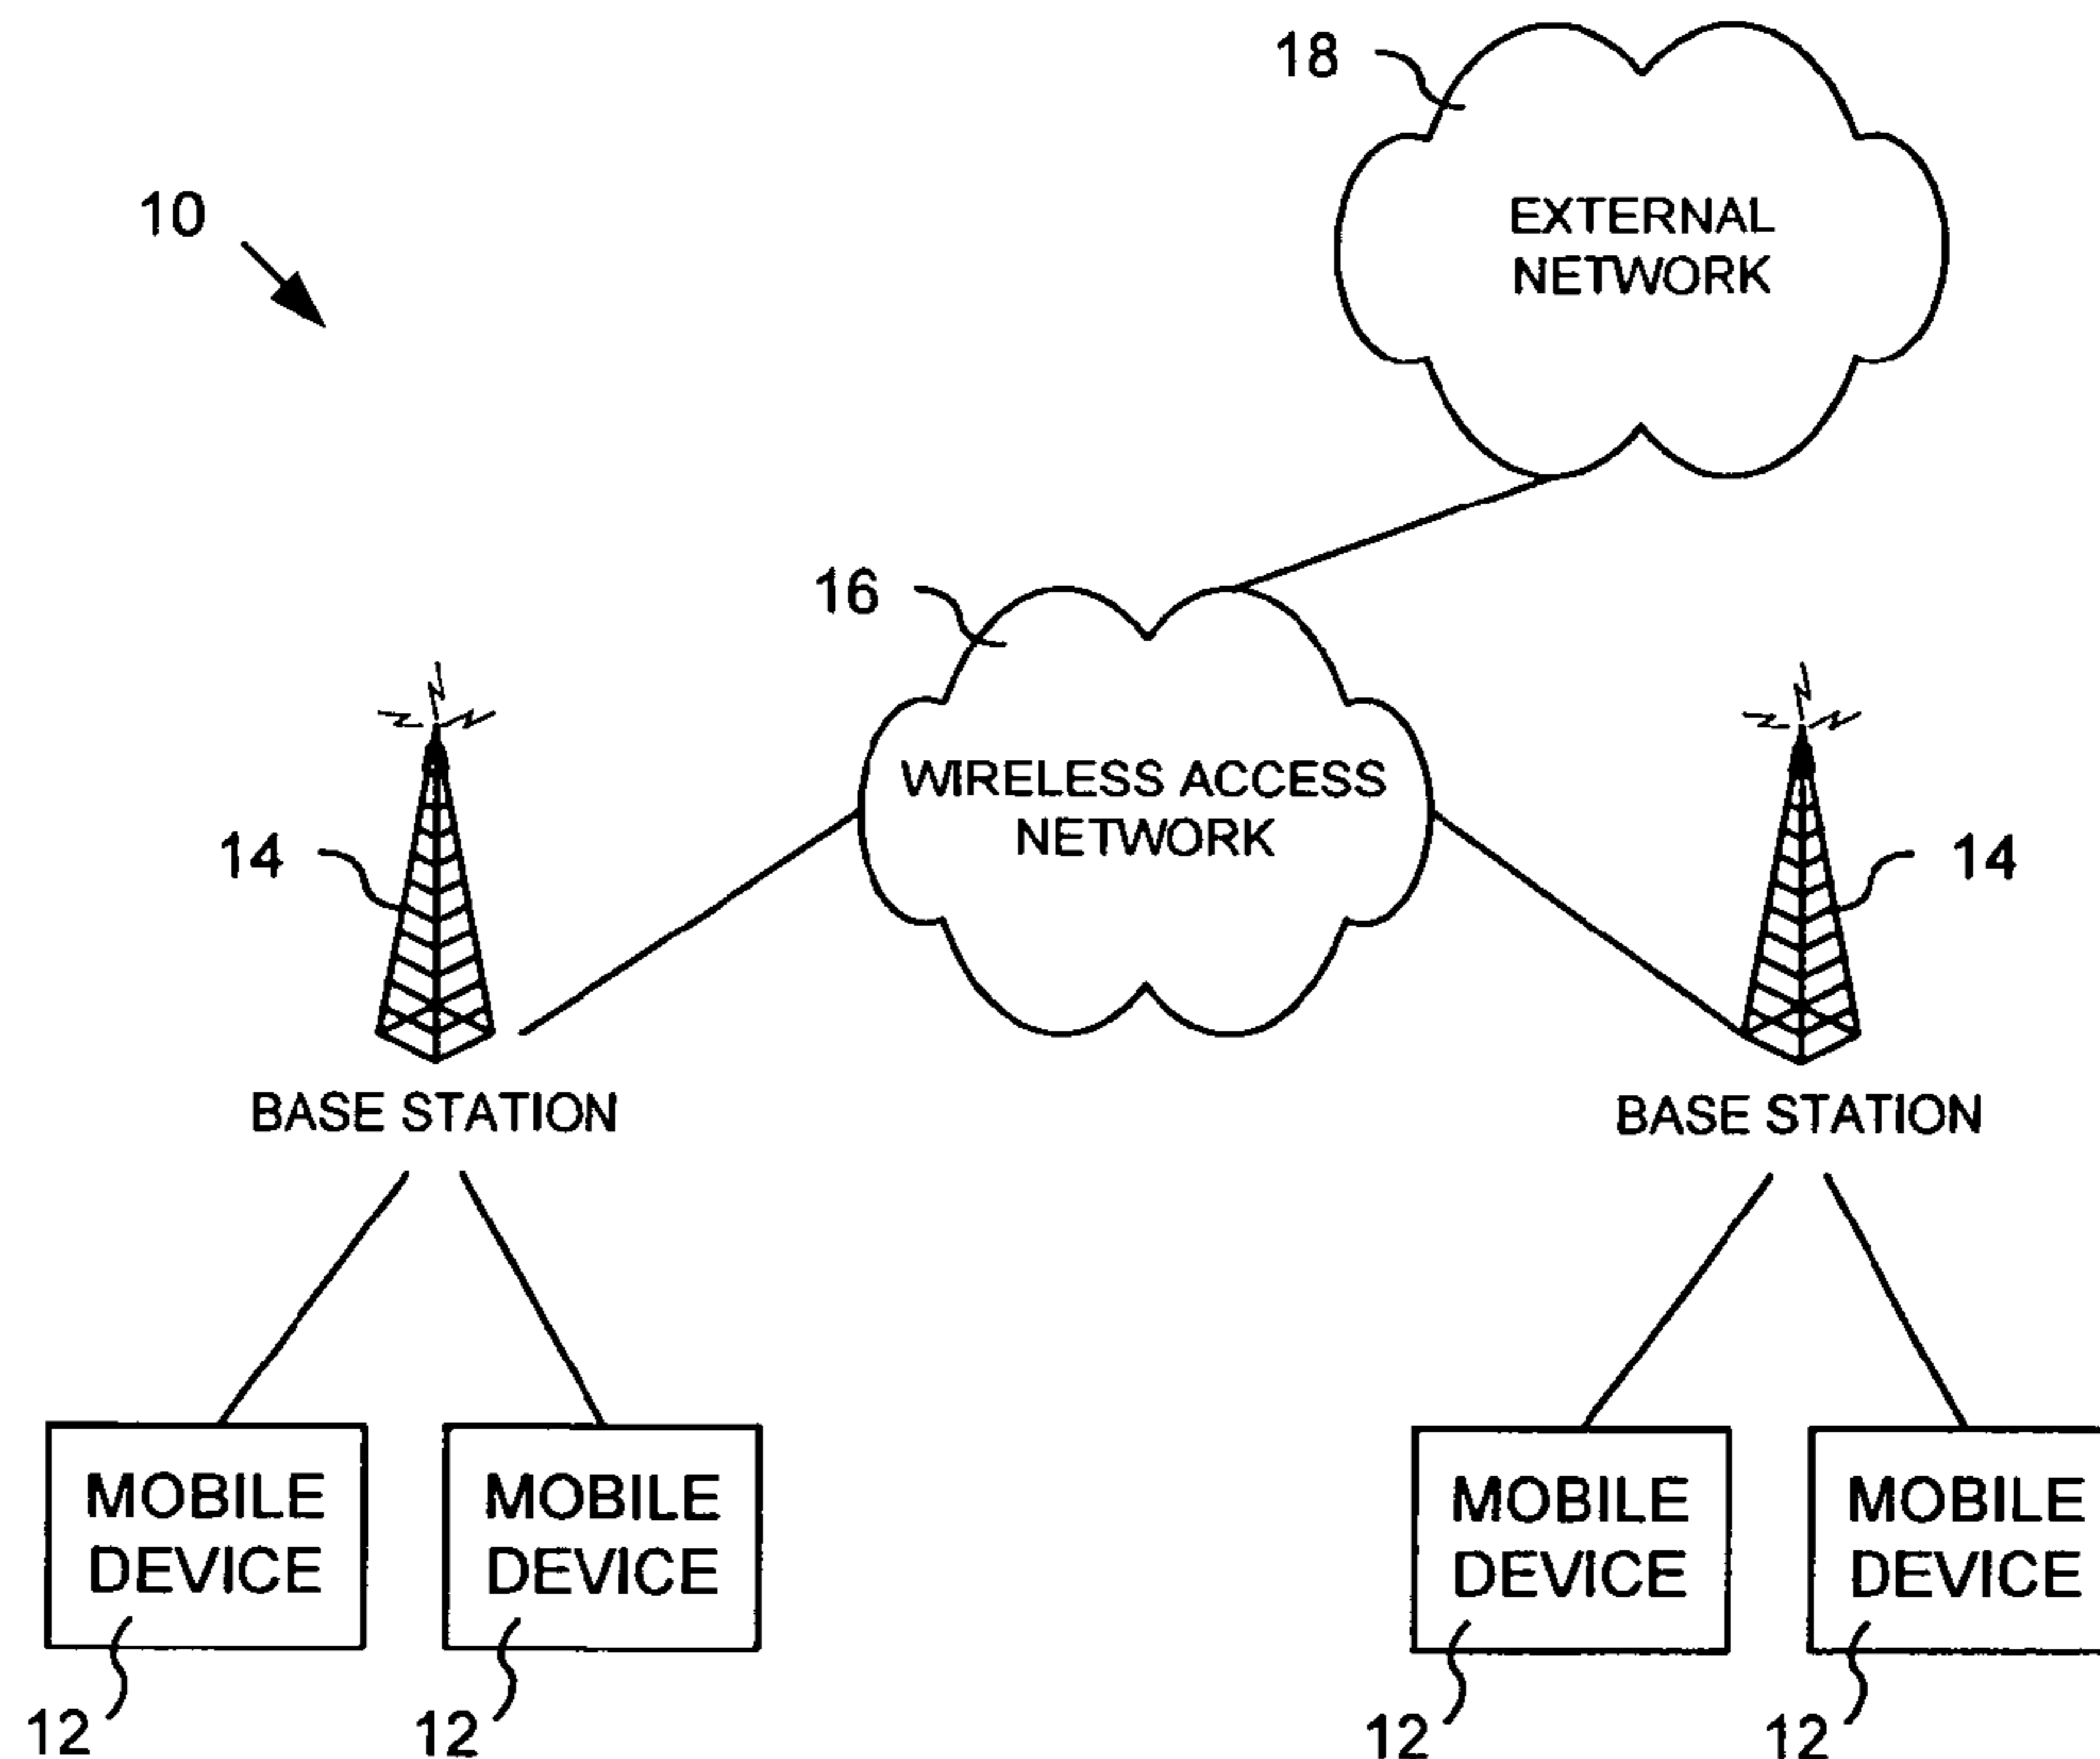 18
EXTERNAL
NETWORK
10
16
WIRELESS ACCESS
NETWORK
14
14
BASE STATION
BASE STATION
MOBILE
DEVICE
MOBILE
DEVICE
MOBILE
DEVICE
MOBILE
DEVICE
12
12
12
12